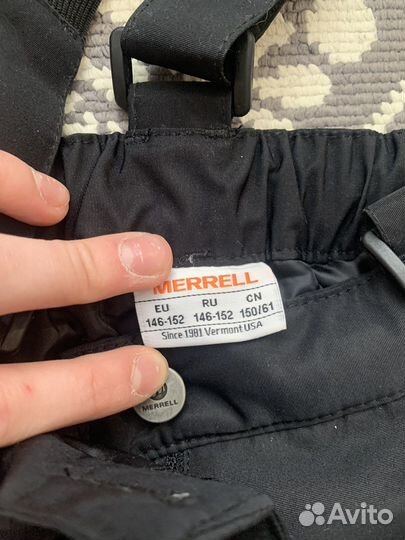 MERRELL
EU RU CN
146-152 146-152 150/61
Since 1981 Vermont USA
MERRELL
Avito